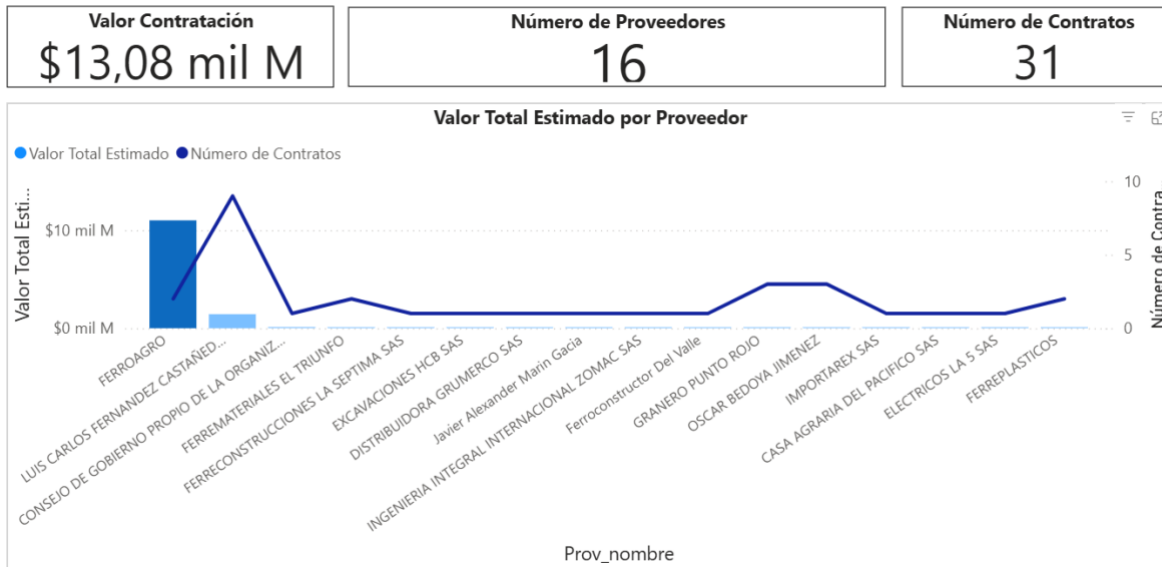 Valor Contratación
$13,08 mil M
Número de Proveedores
16
Número de Contratos
31
Valor Total Estimado por Proveedor
Valor Total Estimado
Número de Contratos
Valor Total Esti...
$10 mil M
$0 mil M
10
5
0
Número de Contra...
FERROAGRO
LUIS CARLOS FERNANDEZ CASTAÑED...
CONSEJO DE GOBIERNO PROPIO DE LA ORGANIZ...
FERREMATERIALES EL TRIUNFO
FERRECONSTRUCCIONES LA SEPTIMA SAS
EXCAVACIONES HCB SAS
DISTRIBUIDORA GRUMERCO SAS
Javier Alexander Marin Gacia
INGENIERIA INTEGRAL INTERNACIONAL ZOMAC SAS
Ferroconstructor Del Valle
GRANERO PUNTO ROJO
OSCAR BEDOYA JIMENEZ
IMPORTAREX SAS
CASA AGRARIA DEL PACIFICO SAS
ELECTRICOS LA 5 SAS
FERREPLASTICOS
Prov_nombre